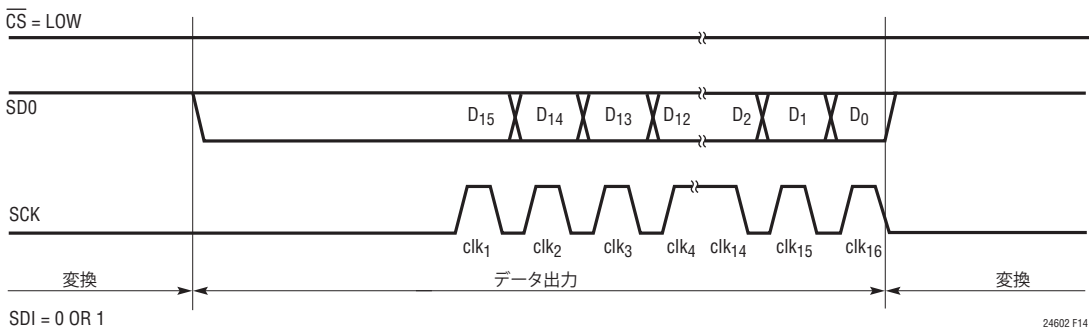 CS = LOW
SD0
D15 D14 D13 D12 D2 D1 D0
SCK
clk1 clk2 clk3 clk4 clk14 clk15 clk16
変換 データ出力 変換
SDI = 0 OR 1
24602 F14